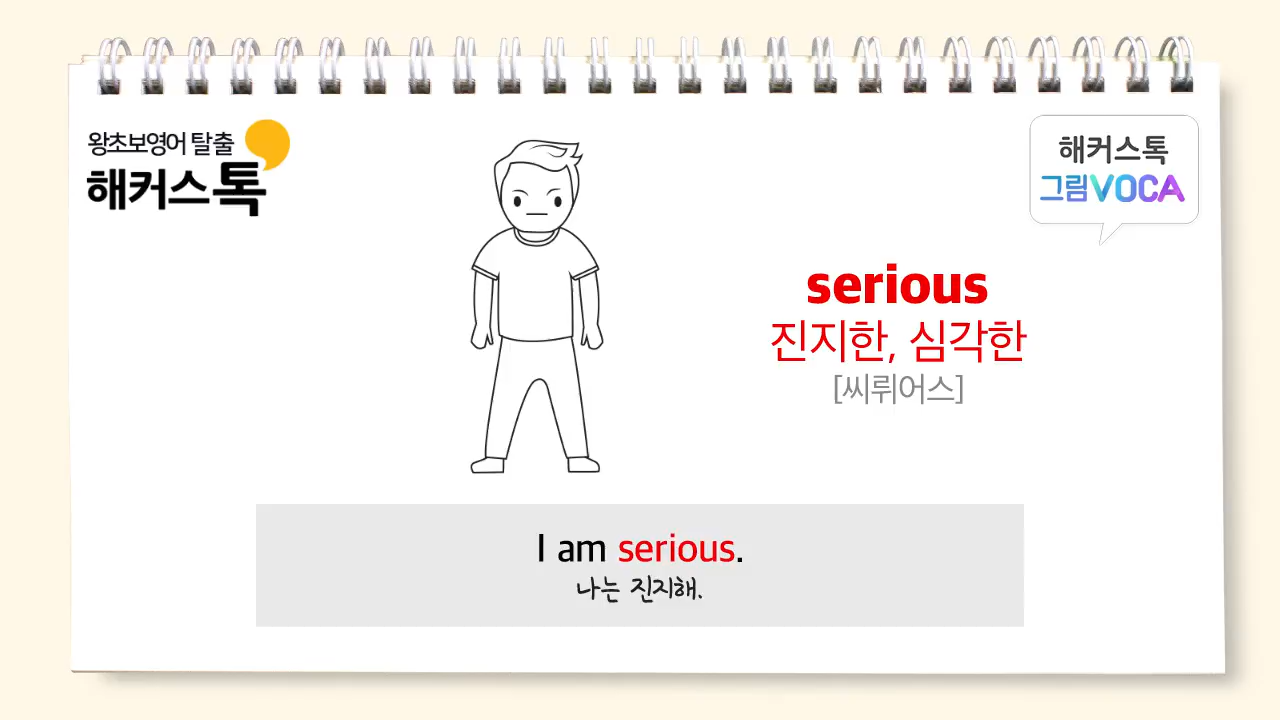 왕초보영어 탈출
해커스톡
해커스톡
그림VOCA
serious
진지한, 심각한
[씨뤼어스]
I am serious.
나는 진지해.